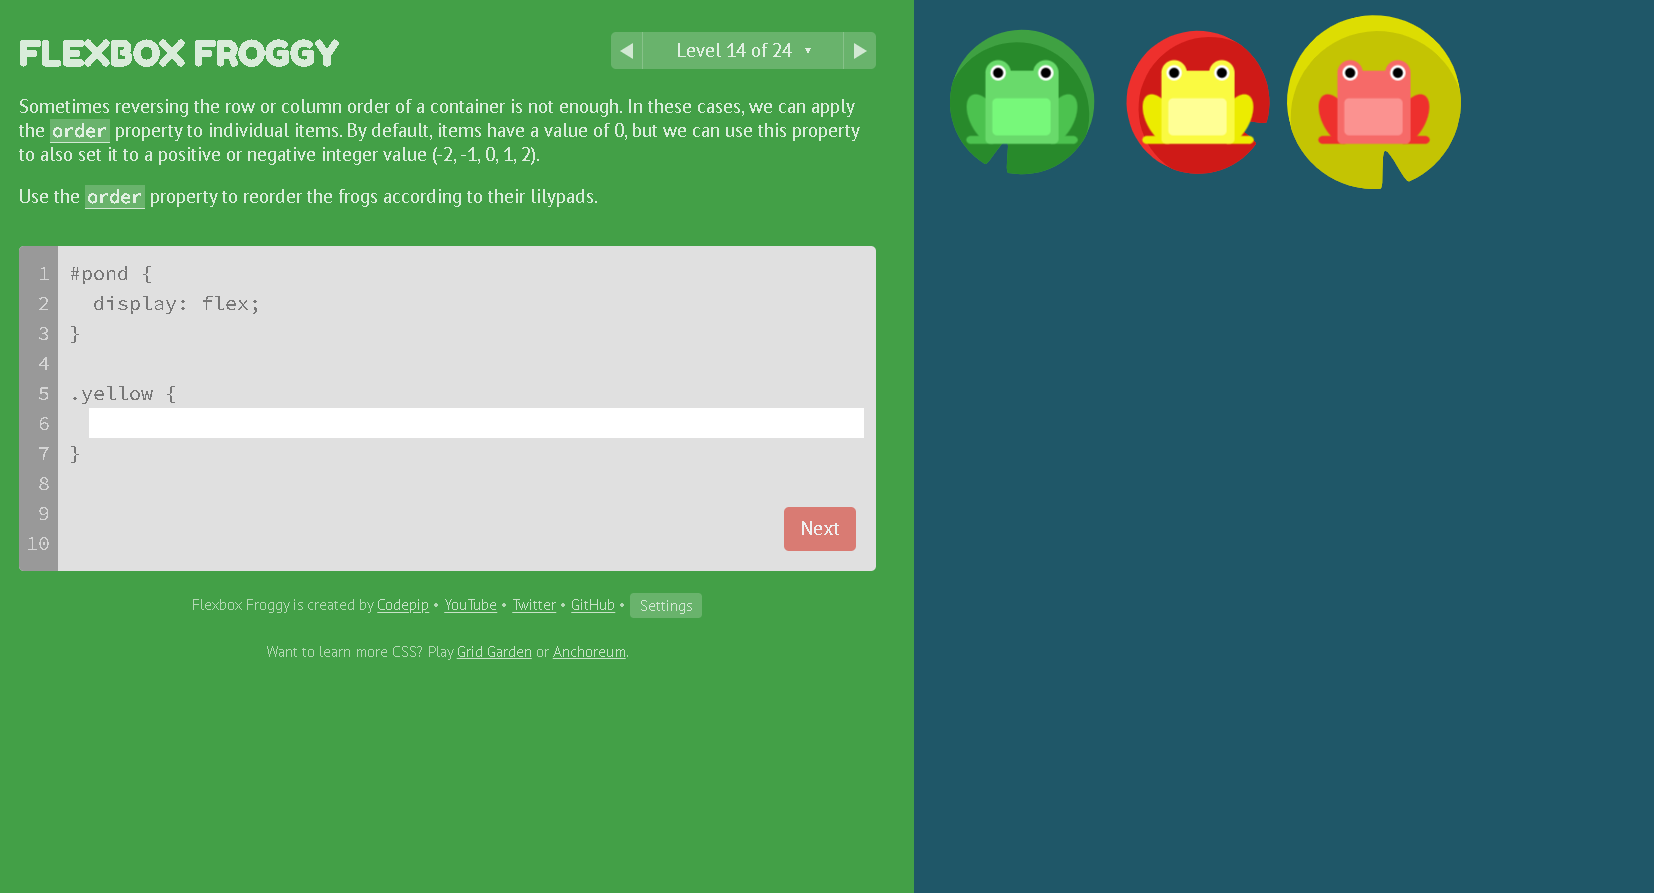 FLEXBOX FROGGY
Level 14 of 24 ▼
Sometimes reversing the row or column order of a container is not enough. In these cases, we can apply
the order property to individual items. By default, items have a value of 0, but we can use this property
to also set it to a positive or negative integer value (-2, -1, 0, 1, 2).
Use the order property to reorder the frogs according to their lilypads.
1 #pond {
2   display: flex;
3 }
4
5 .yellow {
6
7 }
8
9
10
Next
Flexbox Froggy is created by Codepip • YouTube • Twitter • GitHub • Settings
Want to learn more CSS? Play Grid Garden or Anchoreum.